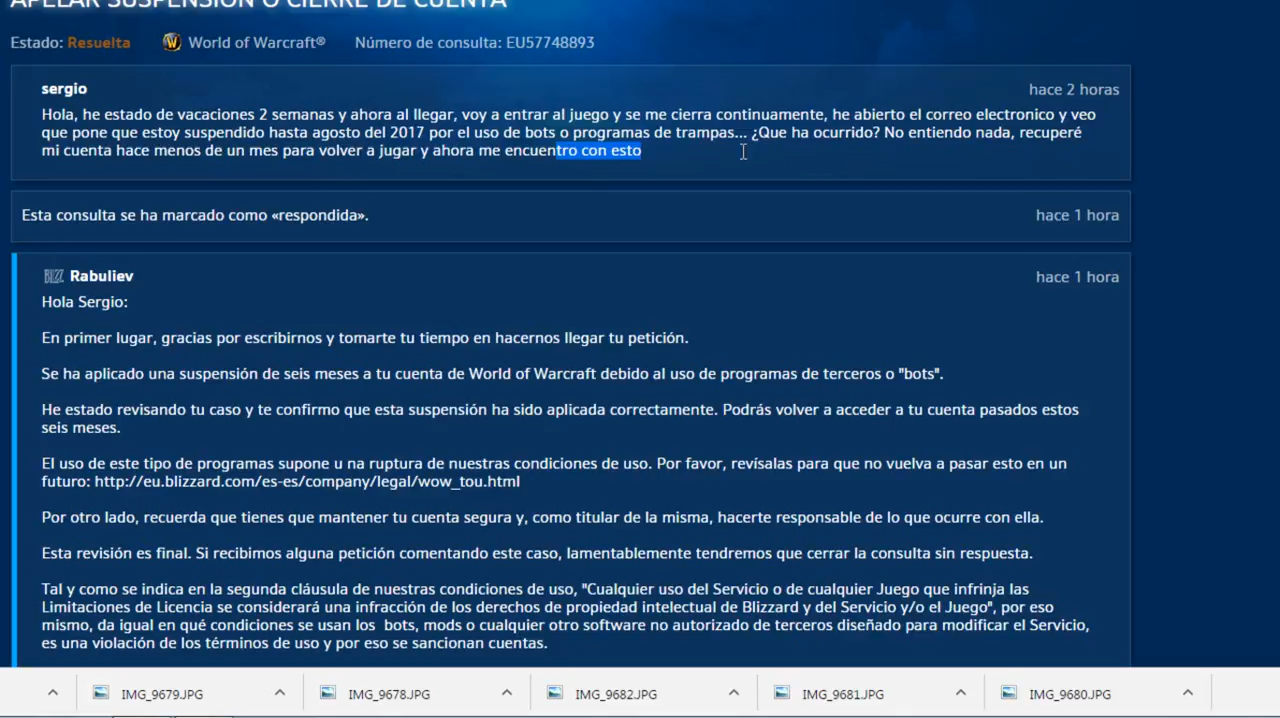 APELAR SUSPENSIÓN O CIERRE DE CUENTA
Estado: Resuelta World of Warcraft® Número de consulta: EU57748893
sergio hace 2 horas
Hola, he estado de vacaciones 2 semanas y ahora al llegar, voy a entrar al juego y se me cierra continuamente, he abierto el correo electronico y veo
que pone que estoy suspendido hasta agosto del 2017 por el uso de bots o programas de trampas... ¿Que ha ocurrido? No entiendo nada, recuperé
mi cuenta hace menos de un mes para volver a jugar y ahora me encuentro con esto
Esta consulta se ha marcado como «respondida». hace 1 hora
BLIZZ Rabuliev hace 1 hora
Hola Sergio:
En primer lugar, gracias por escribirnos y tomarte tu tiempo en hacernos llegar tu petición.
Se ha aplicado una suspensión de seis meses a tu cuenta de World of Warcraft debido al uso de programas de terceros o "bots".
He estado revisando tu caso y te confirmo que esta suspensión ha sido aplicada correctamente. Podrás volver a acceder a tu cuenta pasados estos
seis meses.
El uso de este tipo de programas supone u na ruptura de nuestras condiciones de uso. Por favor, revísalas para que no vuelva a pasar esto en un
futuro: http://eu.blizzard.com/es-es/company/legal/wow_tou.html
Por otro lado, recuerda que tienes que mantener tu cuenta segura y, como titular de la misma, hacerte responsable de lo que ocurre con ella.
Esta revisión es final. Si recibimos alguna petición comentando este caso, lamentablemente tendremos que cerrar la consulta sin respuesta.
Tal y como se indica en la segunda cláusula de nuestras condiciones de uso, "Cualquier uso del Servicio o de cualquier Juego que infrinja las
Limitaciones de Licencia se considerará una infracción de los derechos de propiedad intelectual de Blizzard y del Servicio y/o el Juego", por eso
mismo, da igual en qué condiciones se usan los  bots, mods o cualquier otro software no autorizado de terceros diseñado para modificar el Servicio,
es una violación de los términos de uso y por eso se sancionan cuentas.
IMG_9679.JPG IMG_9678.JPG IMG_9682.JPG IMG_9681.JPG IMG_9680.JPG